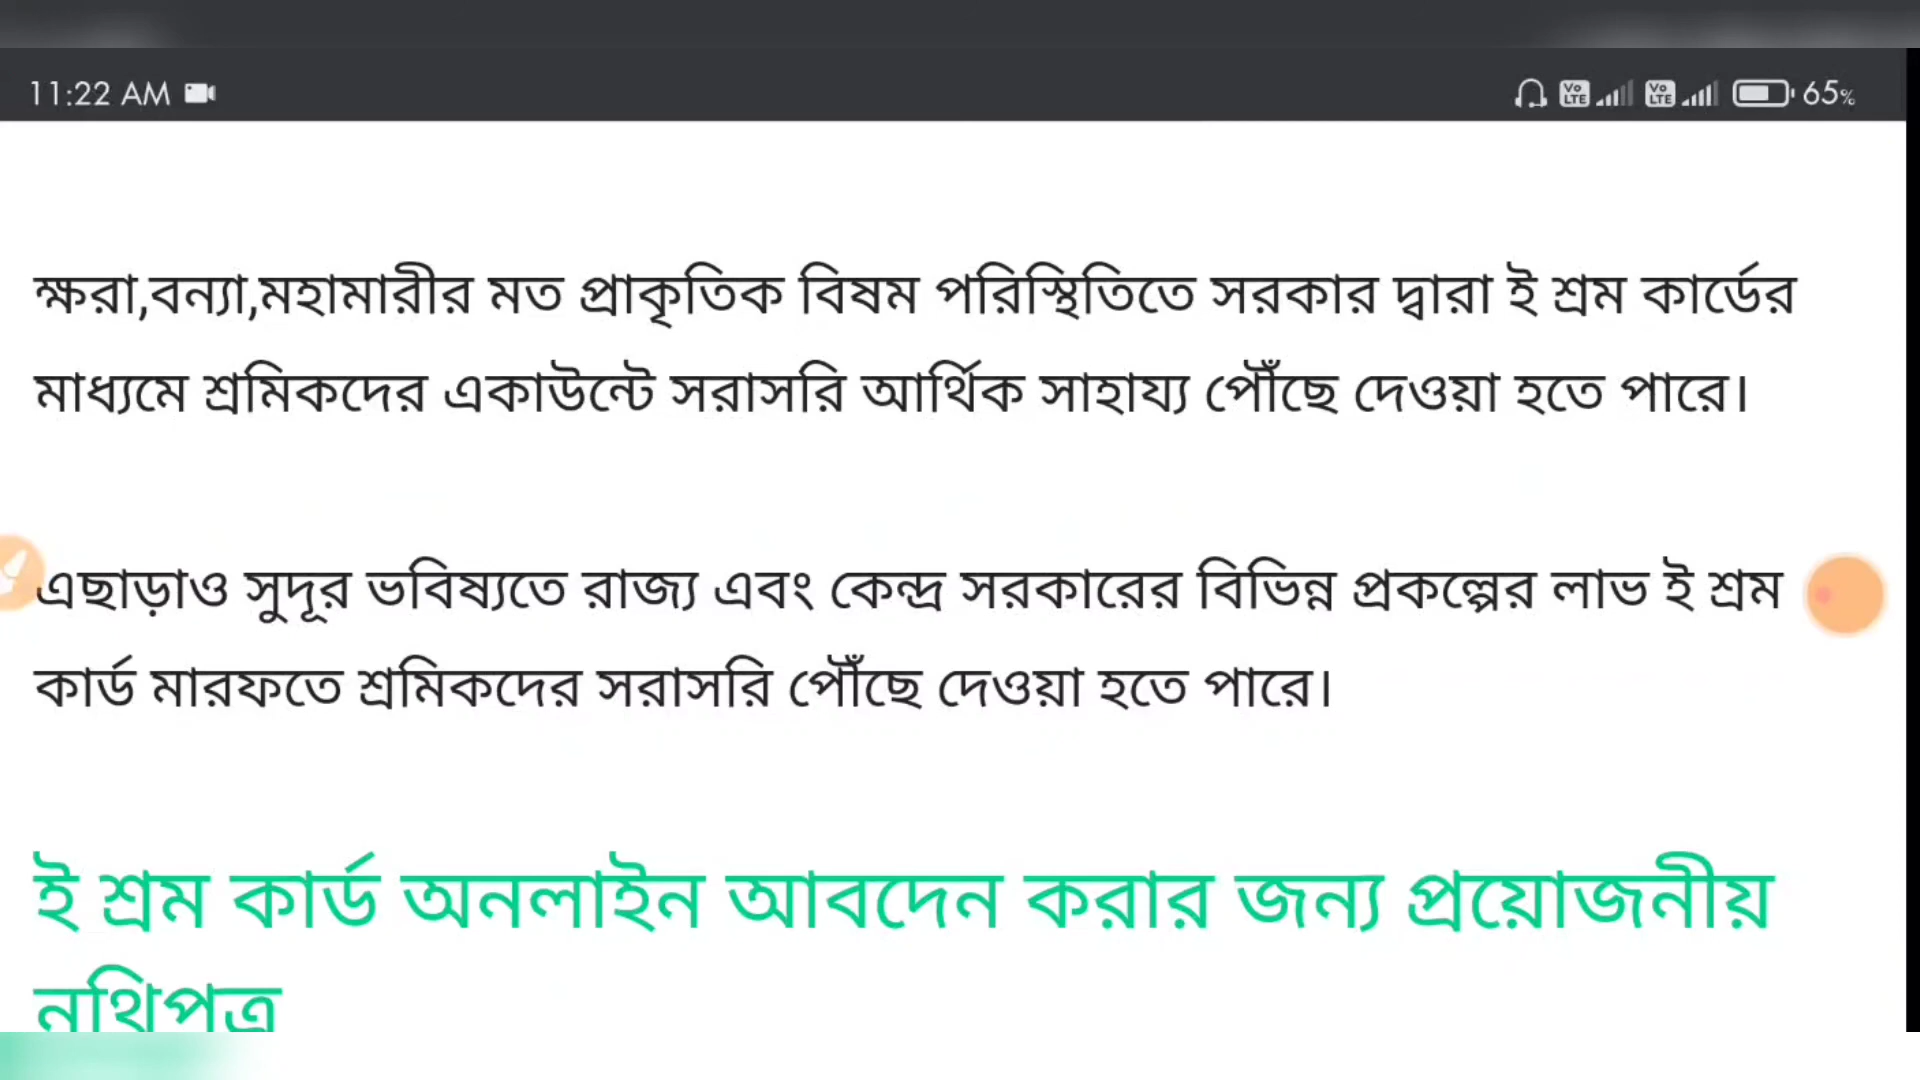 11:22 AM 65%
ক্ষরা,বন্যা,মহামারীর মত প্রাকৃতিক বিষম পরিস্থিতিতে সরকার দ্বারা ই শ্রম কার্ডের
মাধ্যমে শ্রমিকদের একাউন্টে সরাসরি আর্থিক সাহায্য পৌঁছে দেওয়া হতে পারে।
এছাড়াও সুদূর ভবিষ্যতে রাজ্য এবং কেন্দ্র সরকারের বিভিন্ন প্রকল্পের লাভ ই শ্রম
কার্ড মারফতে শ্রমিকদের সরাসরি পৌঁছে দেওয়া হতে পারে।
ই শ্রম কার্ড অনলাইন আবদেন করার জন্য প্রয়োজনীয়
নথিপত্র